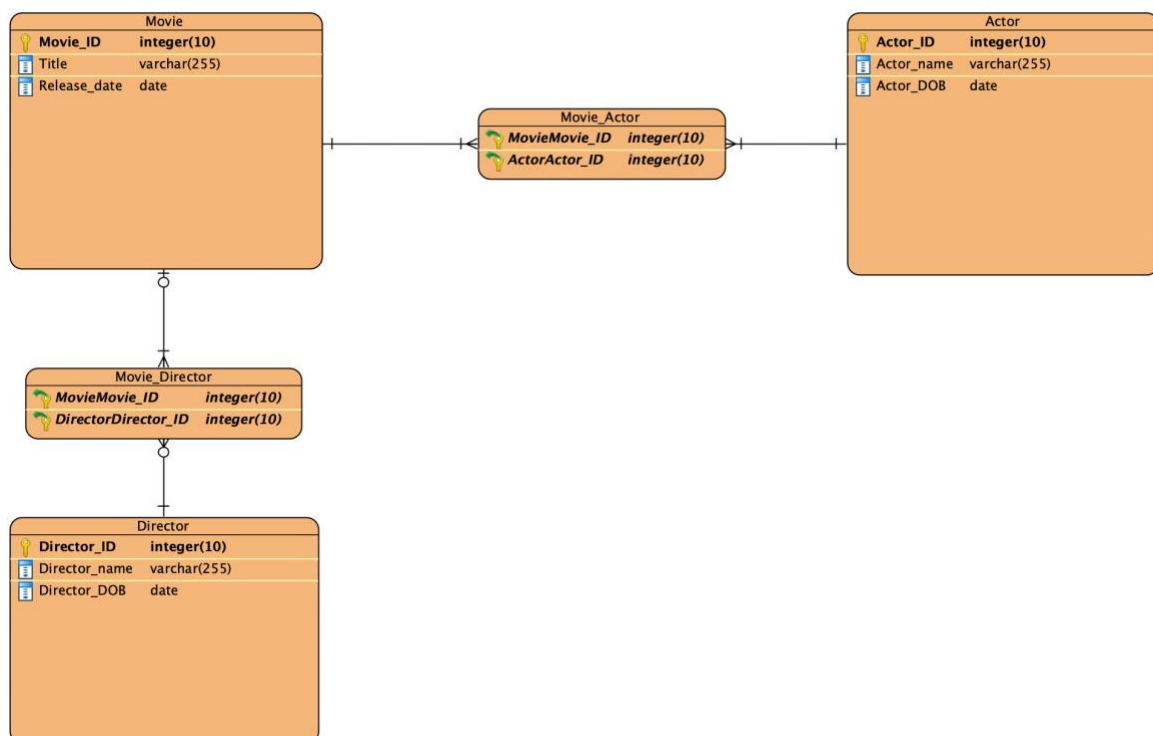 Movie
Movie_ID integer(10)
Title varchar(255)
Release_date date
Actor
Actor_ID integer(10)
Actor_name varchar(255)
Actor_DOB date
Movie_Actor
MovieMovie_ID integer(10)
ActorActor_ID integer(10)
Movie_Director
MovieMovie_ID integer(10)
DirectorDirector_ID integer(10)
Director
Director_ID integer(10)
Director_name varchar(255)
Director_DOB date